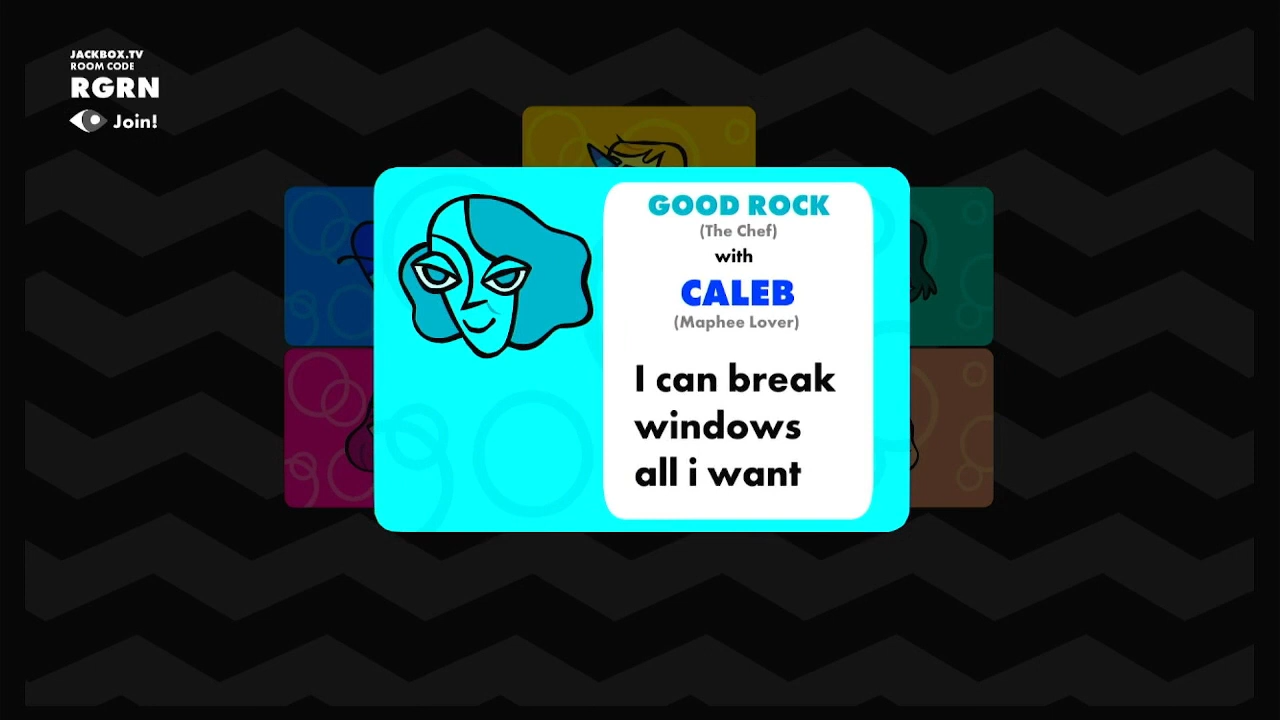 JACKBOX.TV
ROOM CODE
RGRN
Join!
GOOD ROCK
(The Chef)
with
CALEB
(Maphee Lover)
I can break
windows
all i want